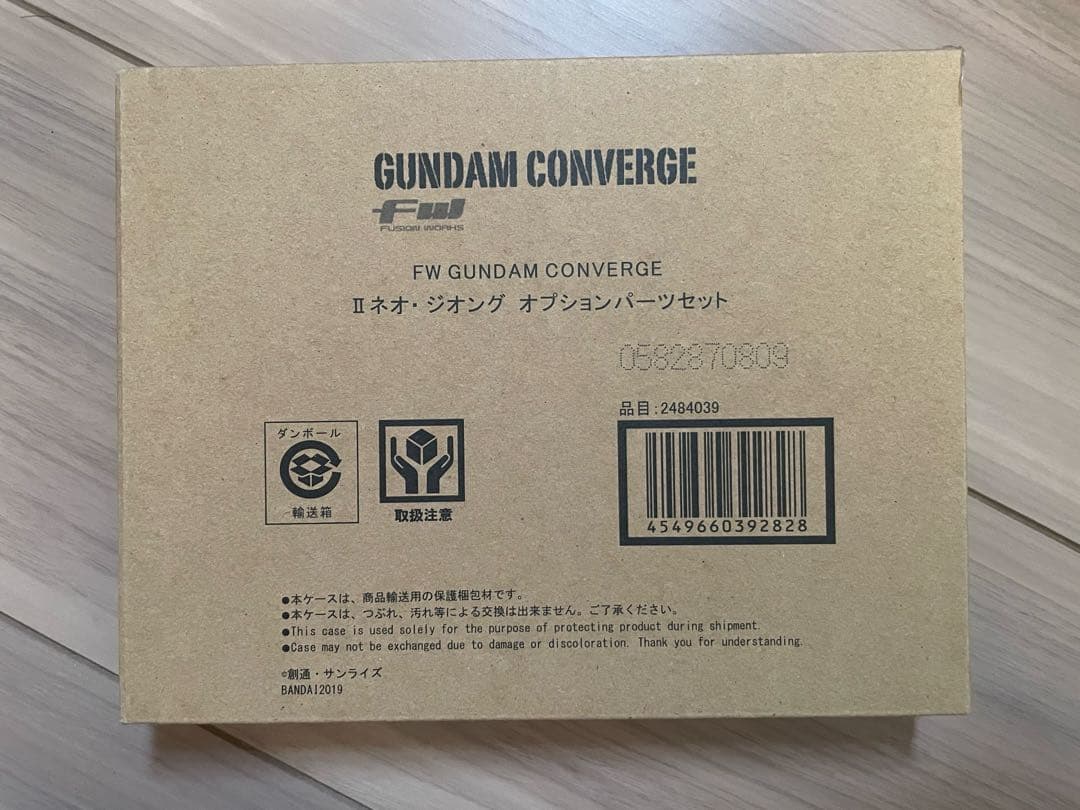 GUNDAM CONVERGE
FW
FUSION WORKS
FW GUNDAM CONVERGE
Ⅱネオ・ジオング オプションパーツセット
0582870809
品目:2484039
ダンボール
輸送箱
取扱注意
4549660392828
●本ケースは、商品輸送用の保護梱包材です。
●本ケースは、つぶれ、汚れ等による交換は出来ません。ご了承ください。
●This case is used solely for the purpose of protecting product during shipment.
●Case may not be exchanged due to damage or discoloration. Thank you for understanding.
©創通・サンライズ
BANDAI2019